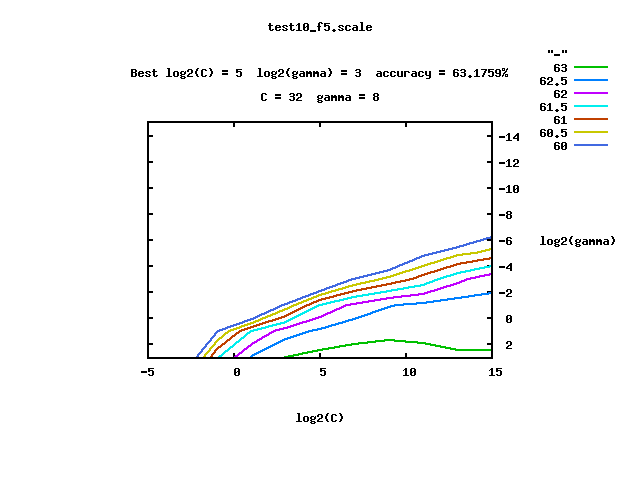 test10_f5.scale
"-"
Best log2(C) = 5  log2(gamma) = 3  accuracy = 63.1759%
C = 32  gamma = 8
63
62.5
62
61.5
61
60.5
60
-14
-12
-10
-8
-6
log2(gamma)
-4
-2
0
2
-5 0 5 10 15
log2(C)